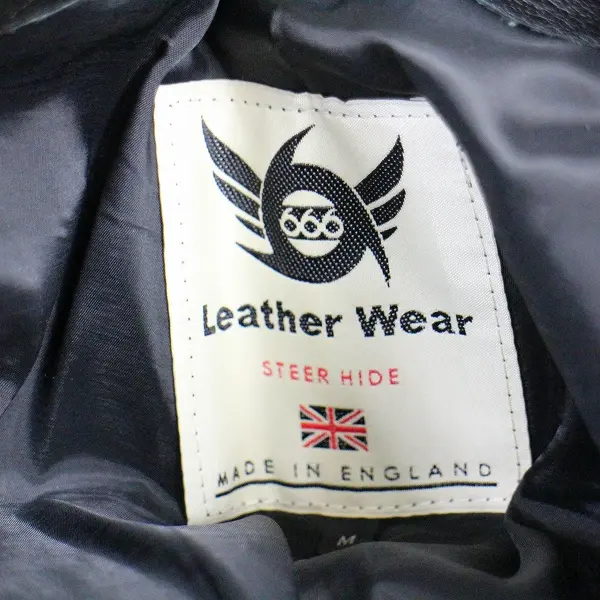 666
Leather Wear
STEER HIDE
MADE IN ENGLAND
M